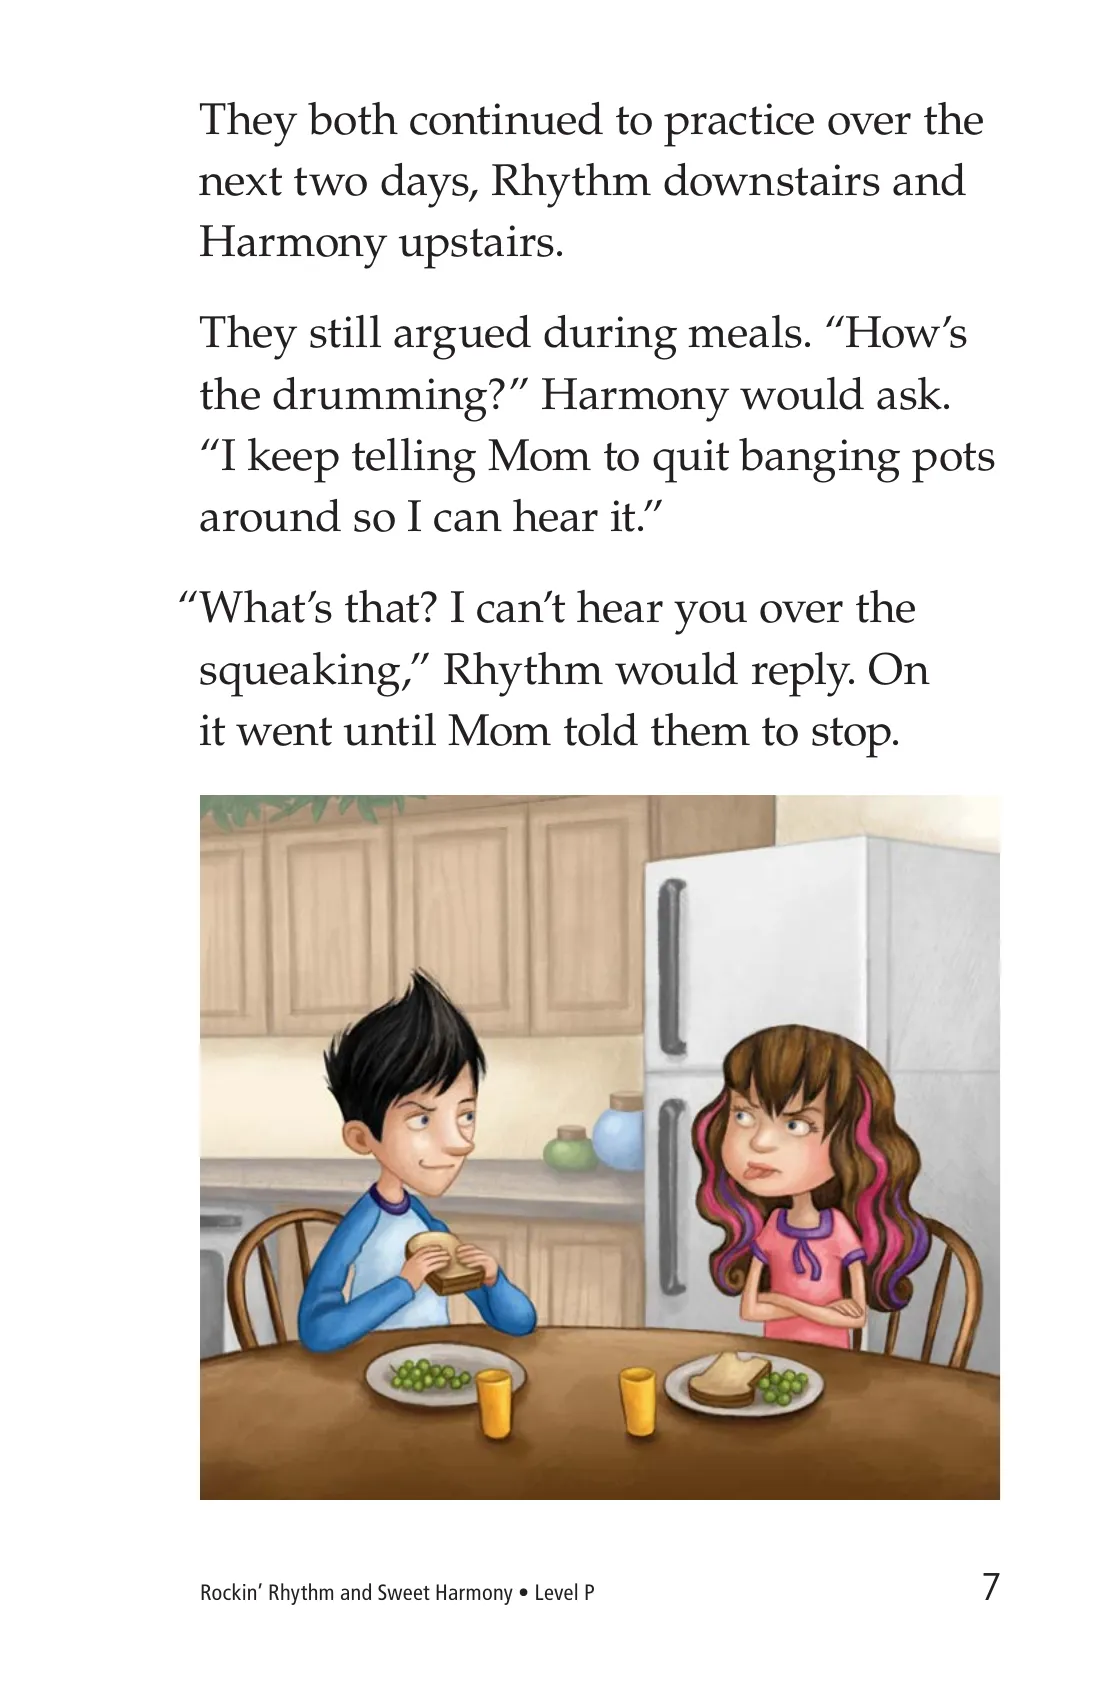 They both continued to practice over the
next two days, Rhythm downstairs and
Harmony upstairs.
They still argued during meals. “How’s
the drumming?” Harmony would ask.
“I keep telling Mom to quit banging pots
around so I can hear it.”
“What’s that? I can’t hear you over the
squeaking,” Rhythm would reply. On
it went until Mom told them to stop.
Rockin’ Rhythm and Sweet Harmony • Level P
7